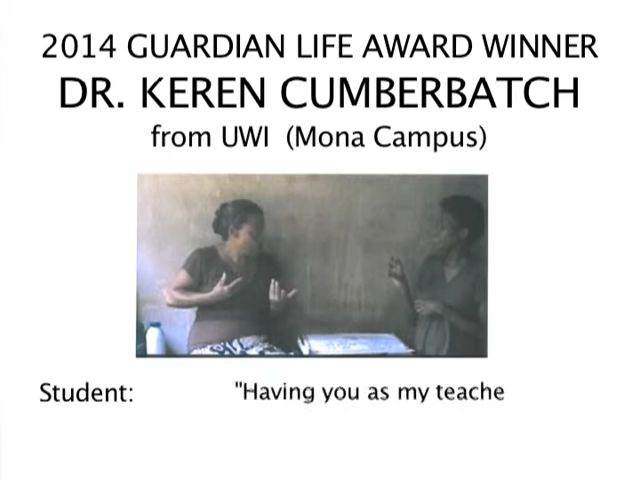 2014 GUARDIAN LIFE AWARD WINNER
DR. KEREN CUMBERBATCH
from UWI (Mona Campus)
Student: "Having you as my teache